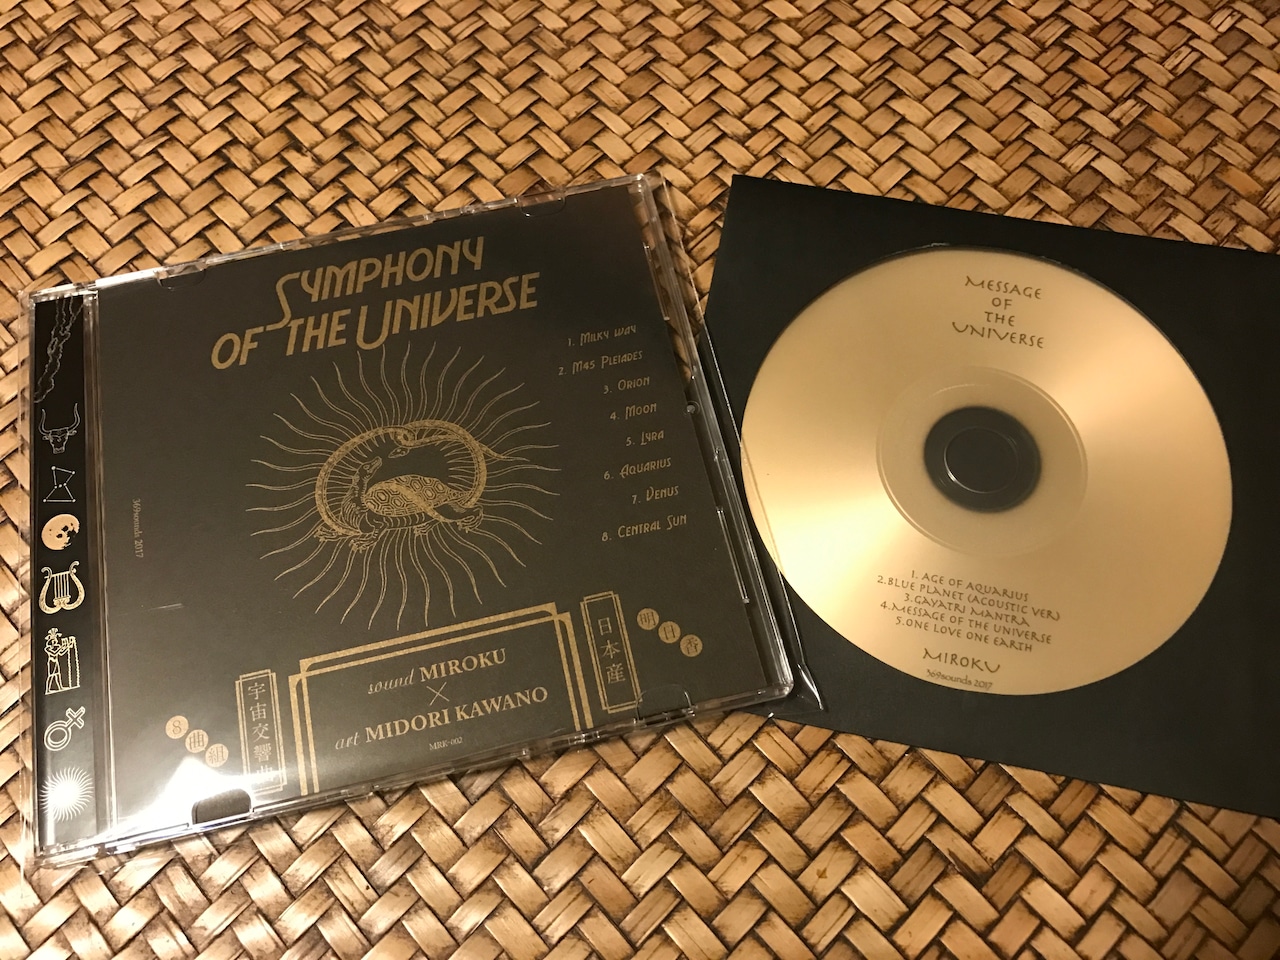 SYMPHONY
OF THE UNIVERSE
1. MILKY WAY
2. M45 PLEIADES
3. ORION
4. MOON
5. LYRA
6. AQUARIUS
7. VENUS
8. CENTRAL SUN
369sounds 2017
8曲組
宇宙交響曲
sound MIROKU
×
art MIDORI KAWANO
MRK-002
日本産
明日香
MESSAGE
OF
THE
UNIVERSE
1. AGE OF AQUARIUS
2.BLUE PLANET (ACOUSTIC VER)
3.GAYATRI MANTRA
4.MESSAGE OF THE UNIVERSE
5.ONE LOVE ONE EARTH
MIROKU
369sounds 2017